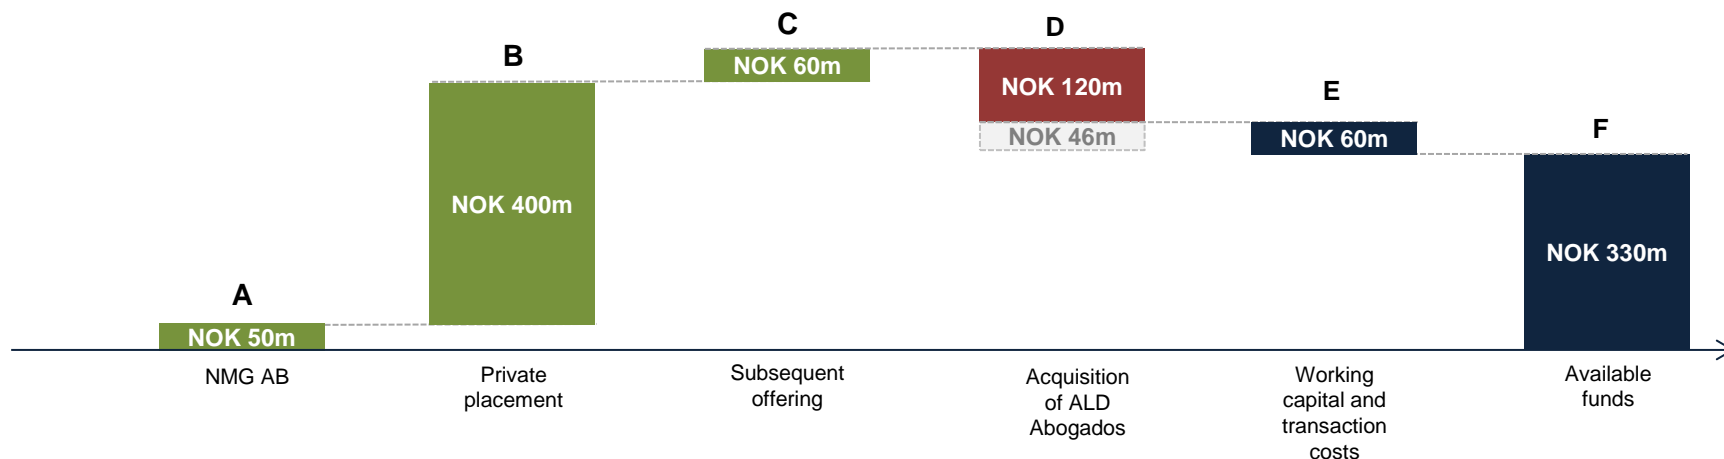 A
B
C
D
E
F
NOK 50m
NOK 400m
NOK 60m
NOK 120m
NOK 46m
NOK 60m
NOK 330m
NMG AB
Private
placement
Subsequent
offering
Acquisition
of ALD
Abogados
Working
capital and
transaction
costs
Available
funds